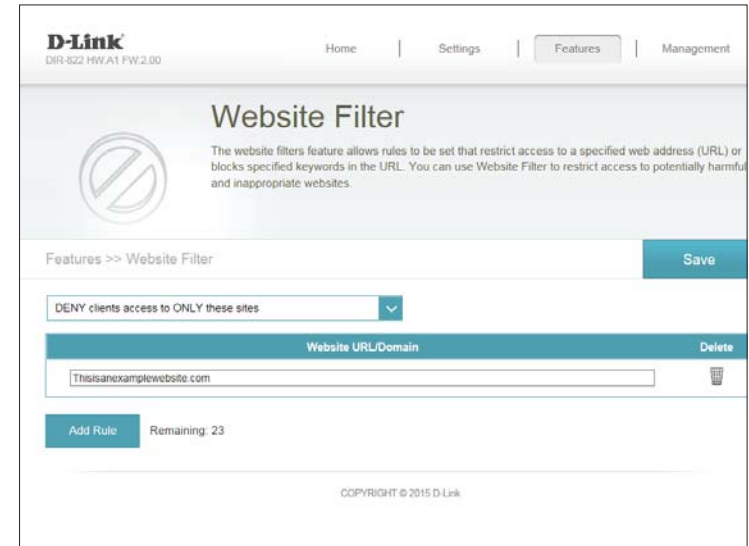 D-Link
DIR-822 HW.A1 FW:2.00
Home | Settings | Features | Management
Website Filter
The website filters feature allows rules to be set that restrict access to a specified web address (URL) or
blocks specified keywords in the URL. You can use Website Filter to restrict access to potentially harmful
and inappropriate websites.
Features >> Website Filter
Save
DENY clients access to ONLY these sites
Website URL/Domain
Delete
Thisisanexamplewebsite.com
Add Rule
Remaining: 23
COPYRIGHT © 2015 D-Link